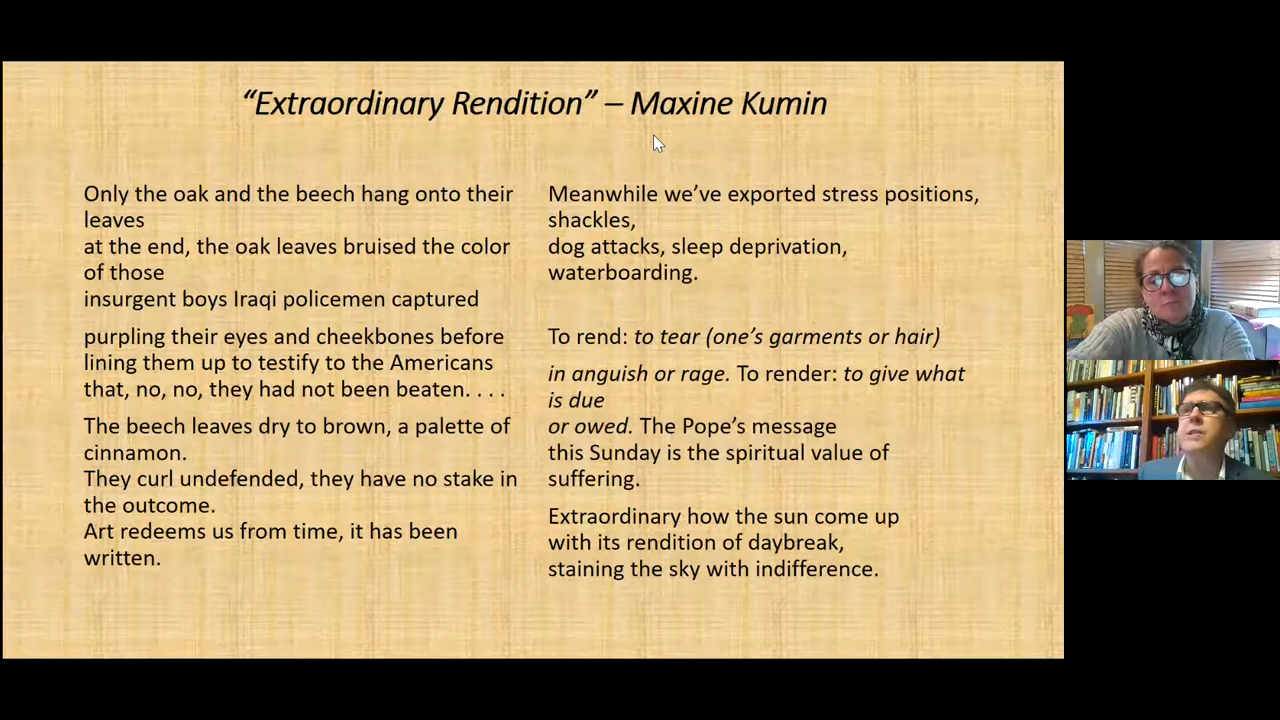 “Extraordinary Rendition” – Maxine Kumin
Only the oak and the beech hang onto their
leaves
at the end, the oak leaves bruised the color
of those
insurgent boys Iraqi policemen captured
purpling their eyes and cheekbones before
lining them up to testify to the Americans
that, no, no, they had not been beaten. . . .
The beech leaves dry to brown, a palette of
cinnamon.
They curl undefended, they have no stake in
the outcome.
Art redeems us from time, it has been
written.
Meanwhile we’ve exported stress positions,
shackles,
dog attacks, sleep deprivation,
waterboarding.
To rend: to tear (one’s garments or hair)
in anguish or rage. To render: to give what
is due
or owed. The Pope’s message
this Sunday is the spiritual value of
suffering.
Extraordinary how the sun come up
with its rendition of daybreak,
staining the sky with indifference.